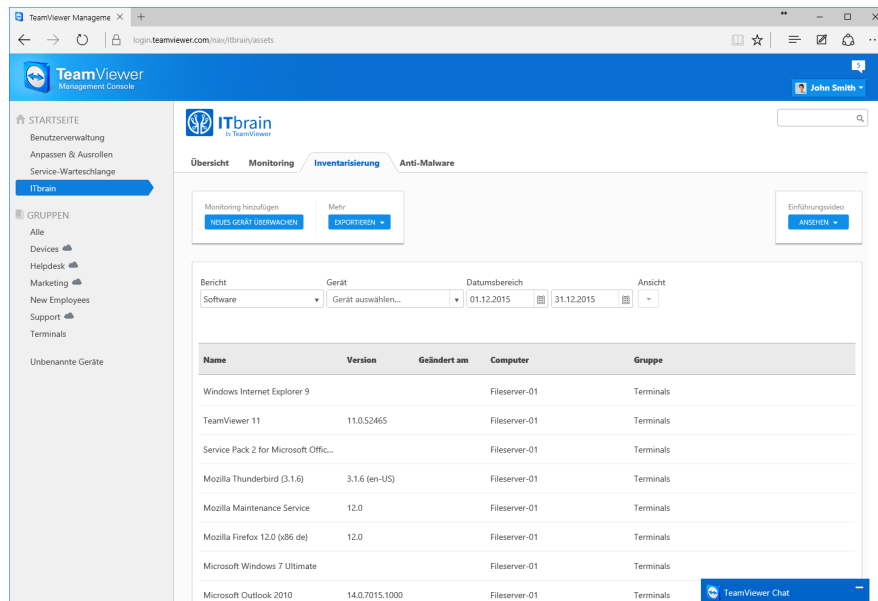 TeamViewer Manageme
login.teamviewer.com/nav/itbrain/assets
TeamViewer
Management Console
5
John Smith
STARTSEITE
Benutzerverwaltung
Anpassen & Ausrollen
Service-Warteschlange
ITbrain
GRUPPEN
Alle
Devices
Helpdesk
Marketing
New Employees
Support
Terminals
Unbenannte Geräte
ITbrain
by TeamViewer
Übersicht Monitoring Inventarisierung Anti-Malware
Monitoring hinzufügen Mehr Einführungsvideo
NEUES GERÄT ÜBERWACHEN EXPORTIEREN ANSEHEN
Bericht Gerät Datumsbereich Ansicht
Software Gerät auswählen... 01.12.2015 31.12.2015
Name Version Geändert am Computer Gruppe
Windows Internet Explorer 9 Fileserver-01 Terminals
TeamViewer 11 11.0.52465 Fileserver-01 Terminals
Service Pack 2 for Microsoft Offic... Fileserver-01 Terminals
Mozilla Thunderbird (3.1.6) 3.1.6 (en-US) Fileserver-01 Terminals
Mozilla Maintenance Service 12.0 Fileserver-01 Terminals
Mozilla Firefox 12.0 (x86 de) 12.0 Fileserver-01 Terminals
Microsoft Windows 7 Ultimate Fileserver-01 Terminals
Microsoft Outlook 2010 14.0.7015.1000 Fileserver-01 Terminals
TeamViewer Chat